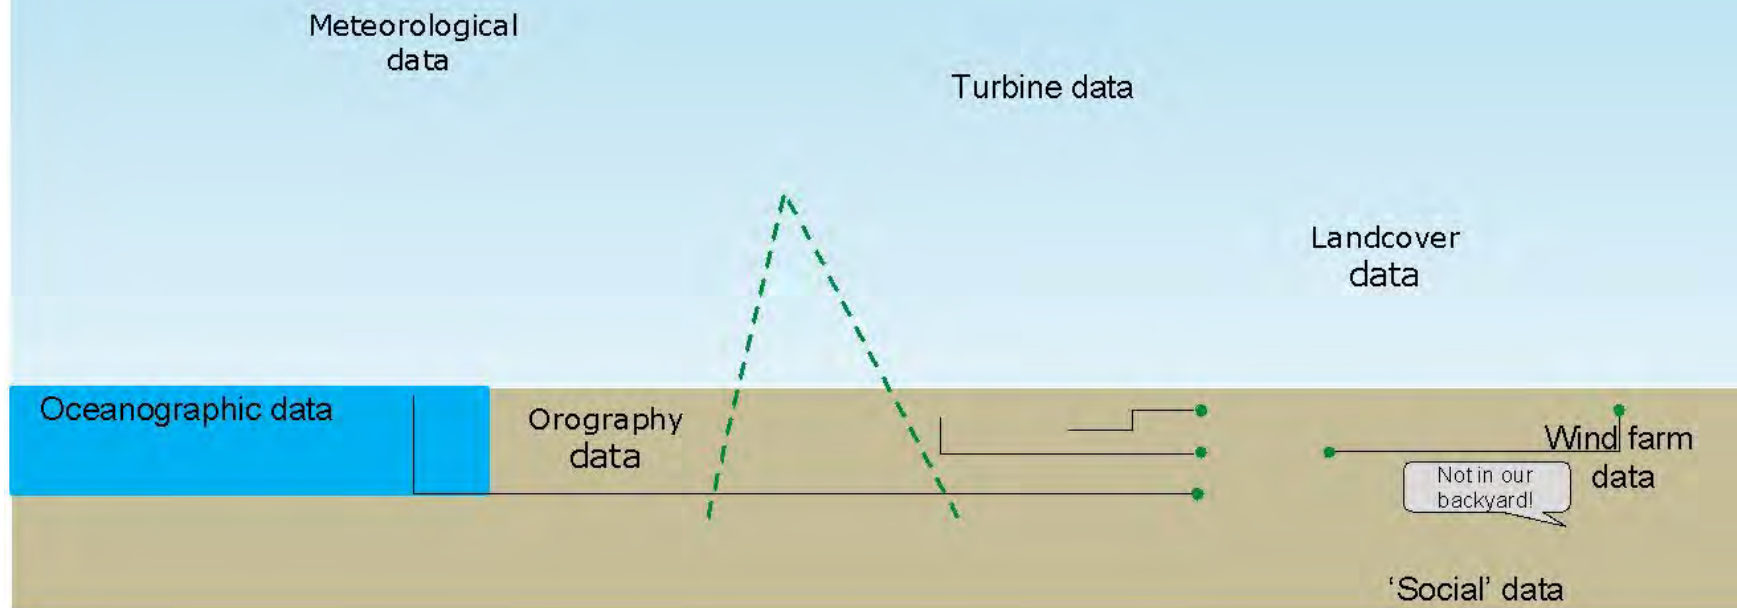 Meteorological
data
Turbine data
Landcover
data
Oceanographic data
Orography
data
Wind farm
data
Not in our
backyard!
‘Social’ data